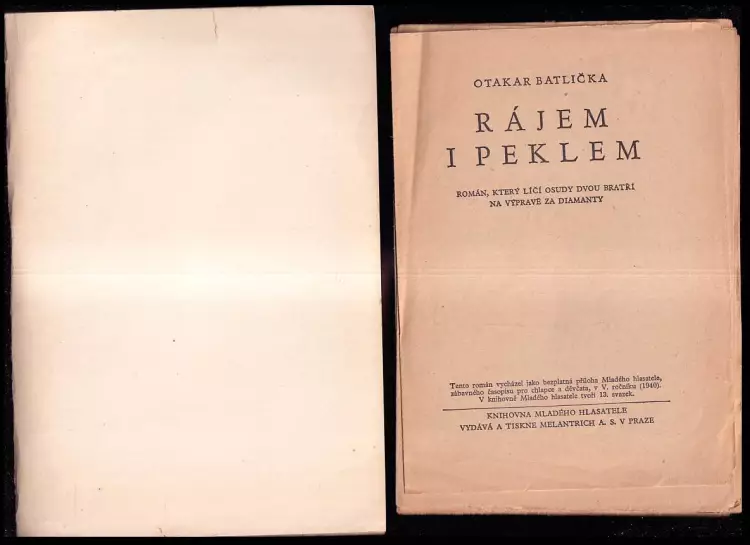 OTAKAR BATLIČKA
RÁJEM
I PEKLEM
ROMÁN, KTERÝ LÍČÍ OSUDY DVOU BRATŘÍ
NA VÝPRAVĚ ZA DIAMANTY
Tento román vycházel jako bezplatná příloha Mladého hlasatele,
zábavného časopisu pro chlapce a děvčata, v V. ročníku (1940).
V knihovně Mladého hlasatele tvoří 13. svazek.
KNIHOVNA MLADÉHO HLASATELE
VYDÁVÁ A TISKNE MELANTRICH A. S. V PRAZE